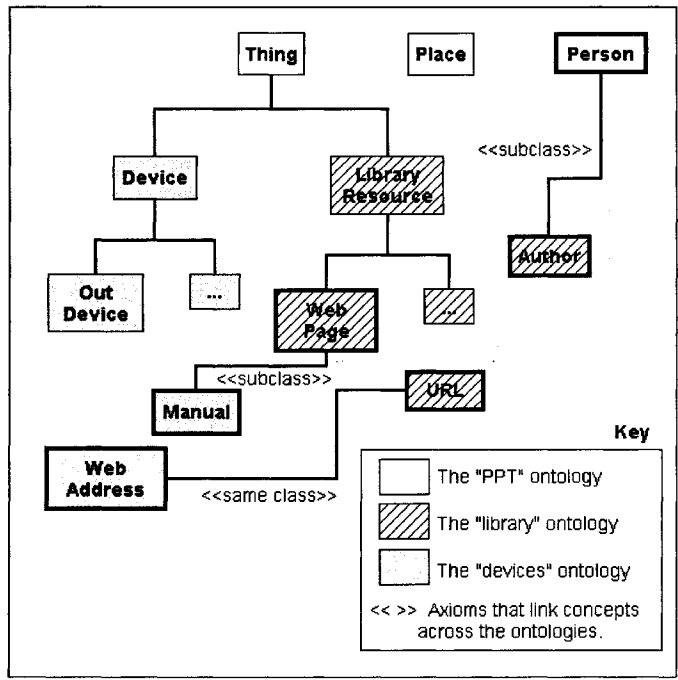 Thing
Place
Person
<<subclass>>
Device
Library
Resource
Author
Out
Device
...
Web
Page
...
<<subclass>>
URL
Manual
Key
Web
Address
<<same class>>
The "PPT" ontology
The "library" ontology
The "devices" ontology
<< >> Axioms that link concepts
across the ontologies.